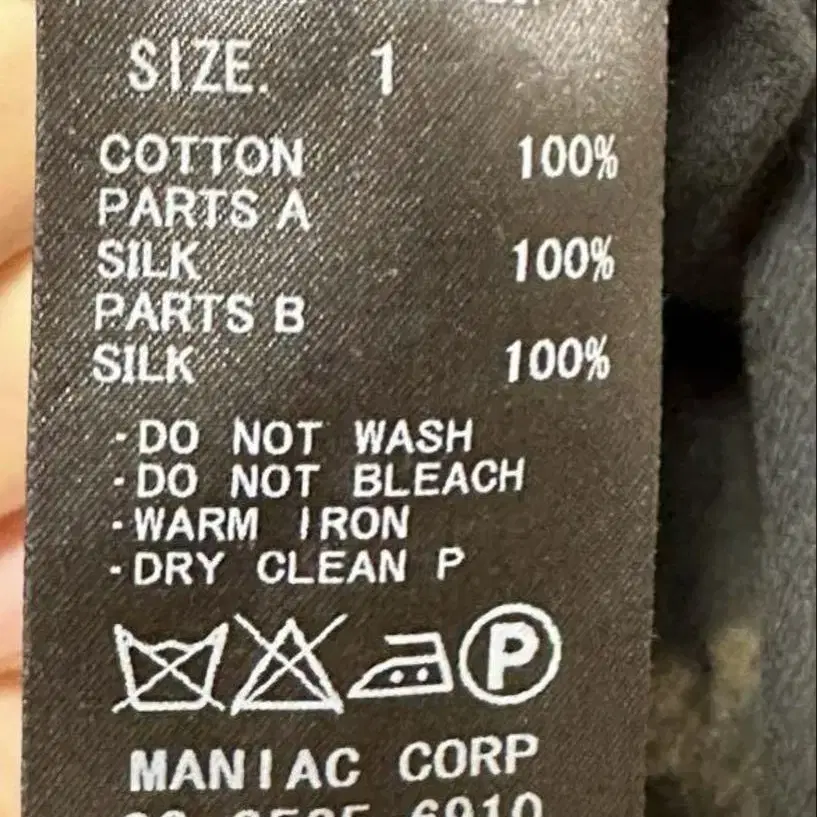 SIZE. 1
COTTON 100%
PARTS A
SILK 100%
PARTS B
SILK 100%
-DO NOT WASH
-DO NOT BLEACH
-WARM IRON
-DRY CLEAN P
P
MANIAC CORP
6910